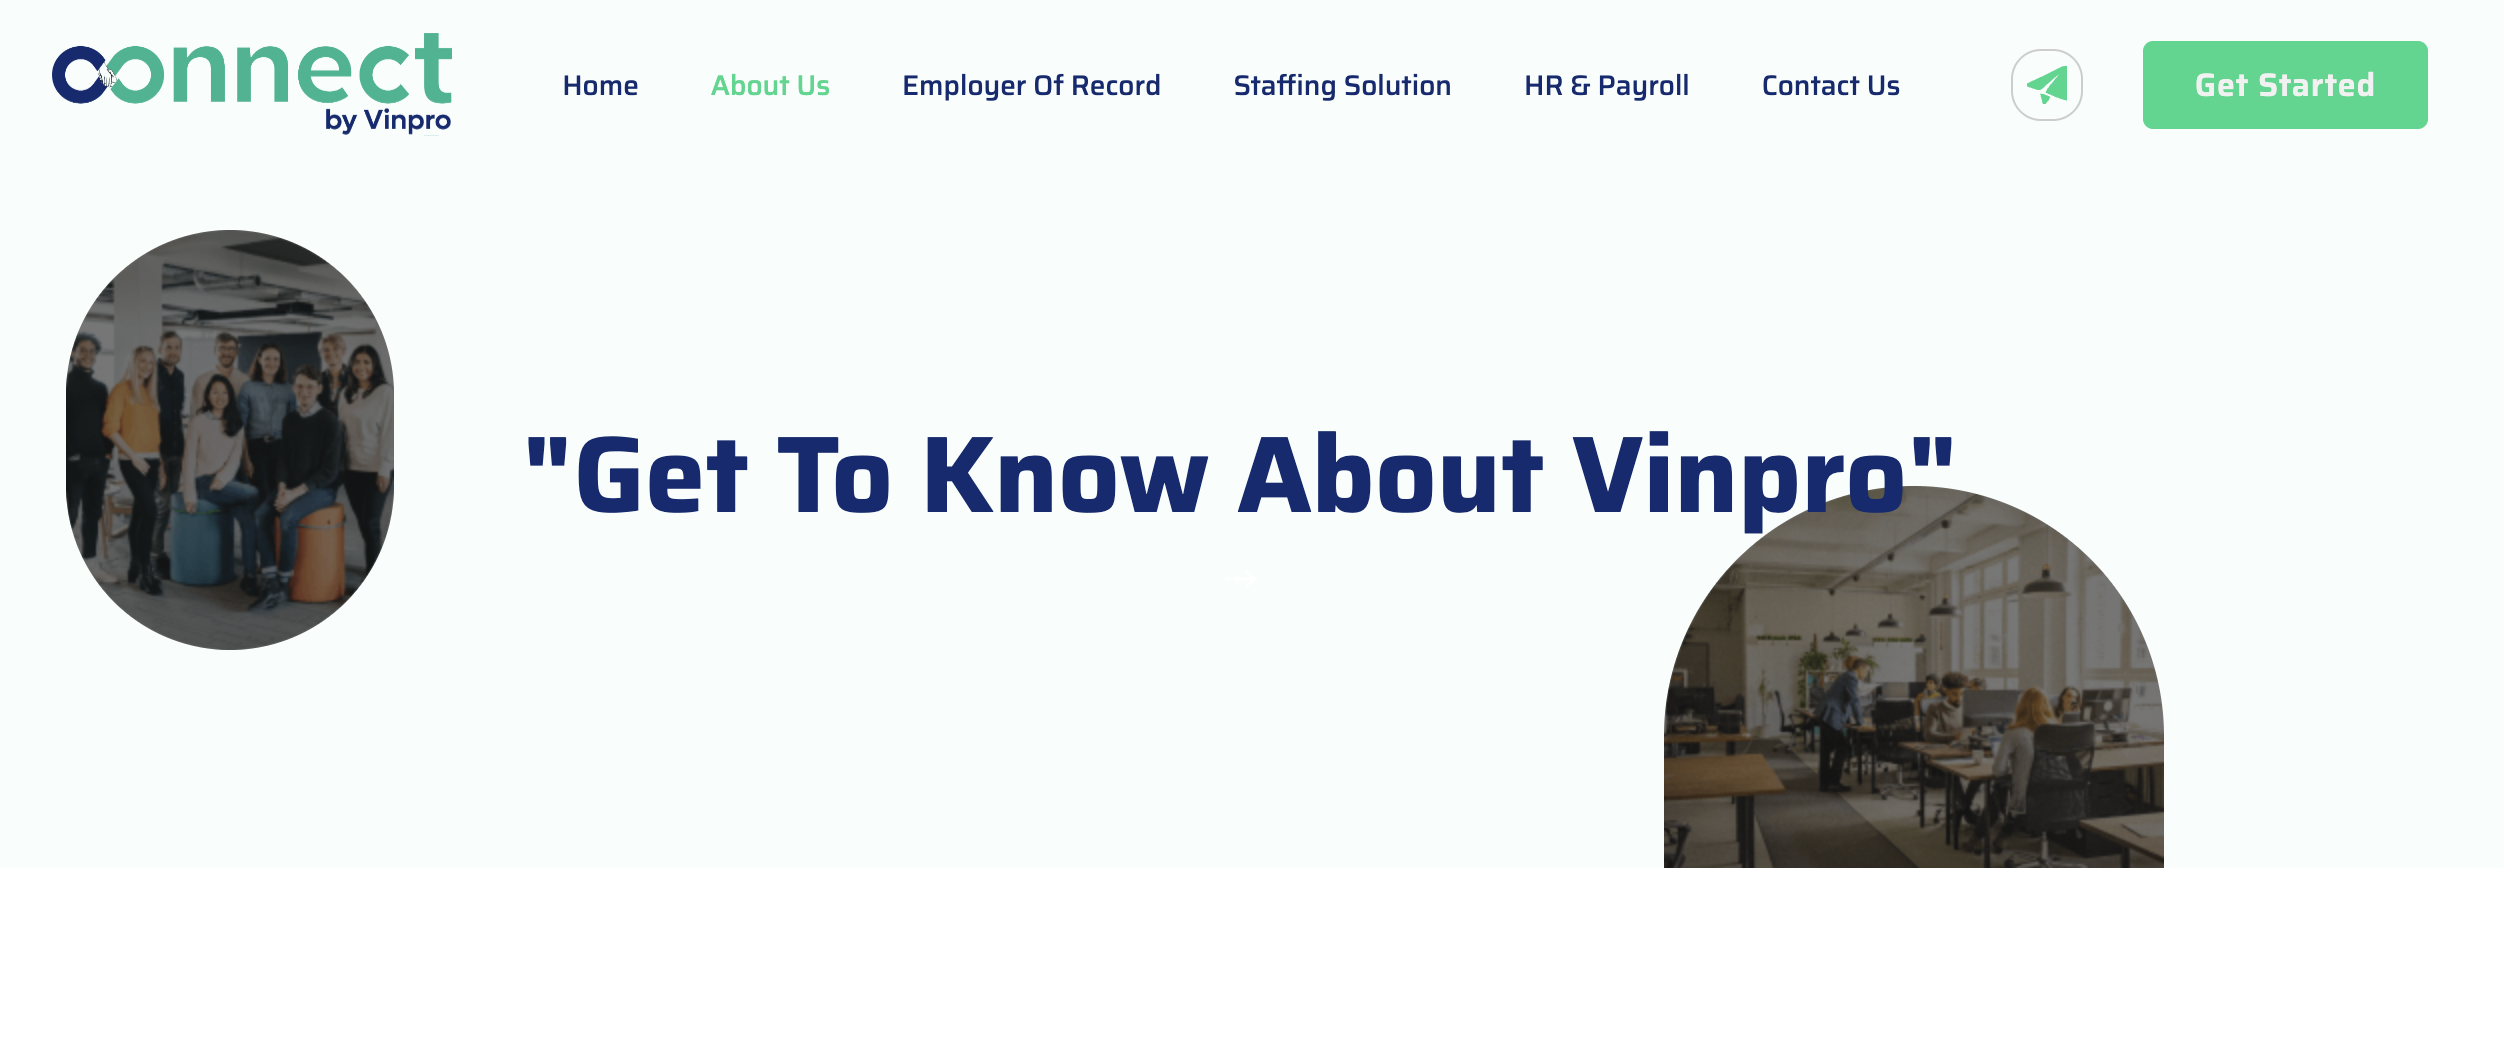 connect
by Vinpro
Home
About Us
Employer Of Record
Staffing Solution
HR & Payroll
Contact Us
Get Started
"Get To Know About Vinpro"